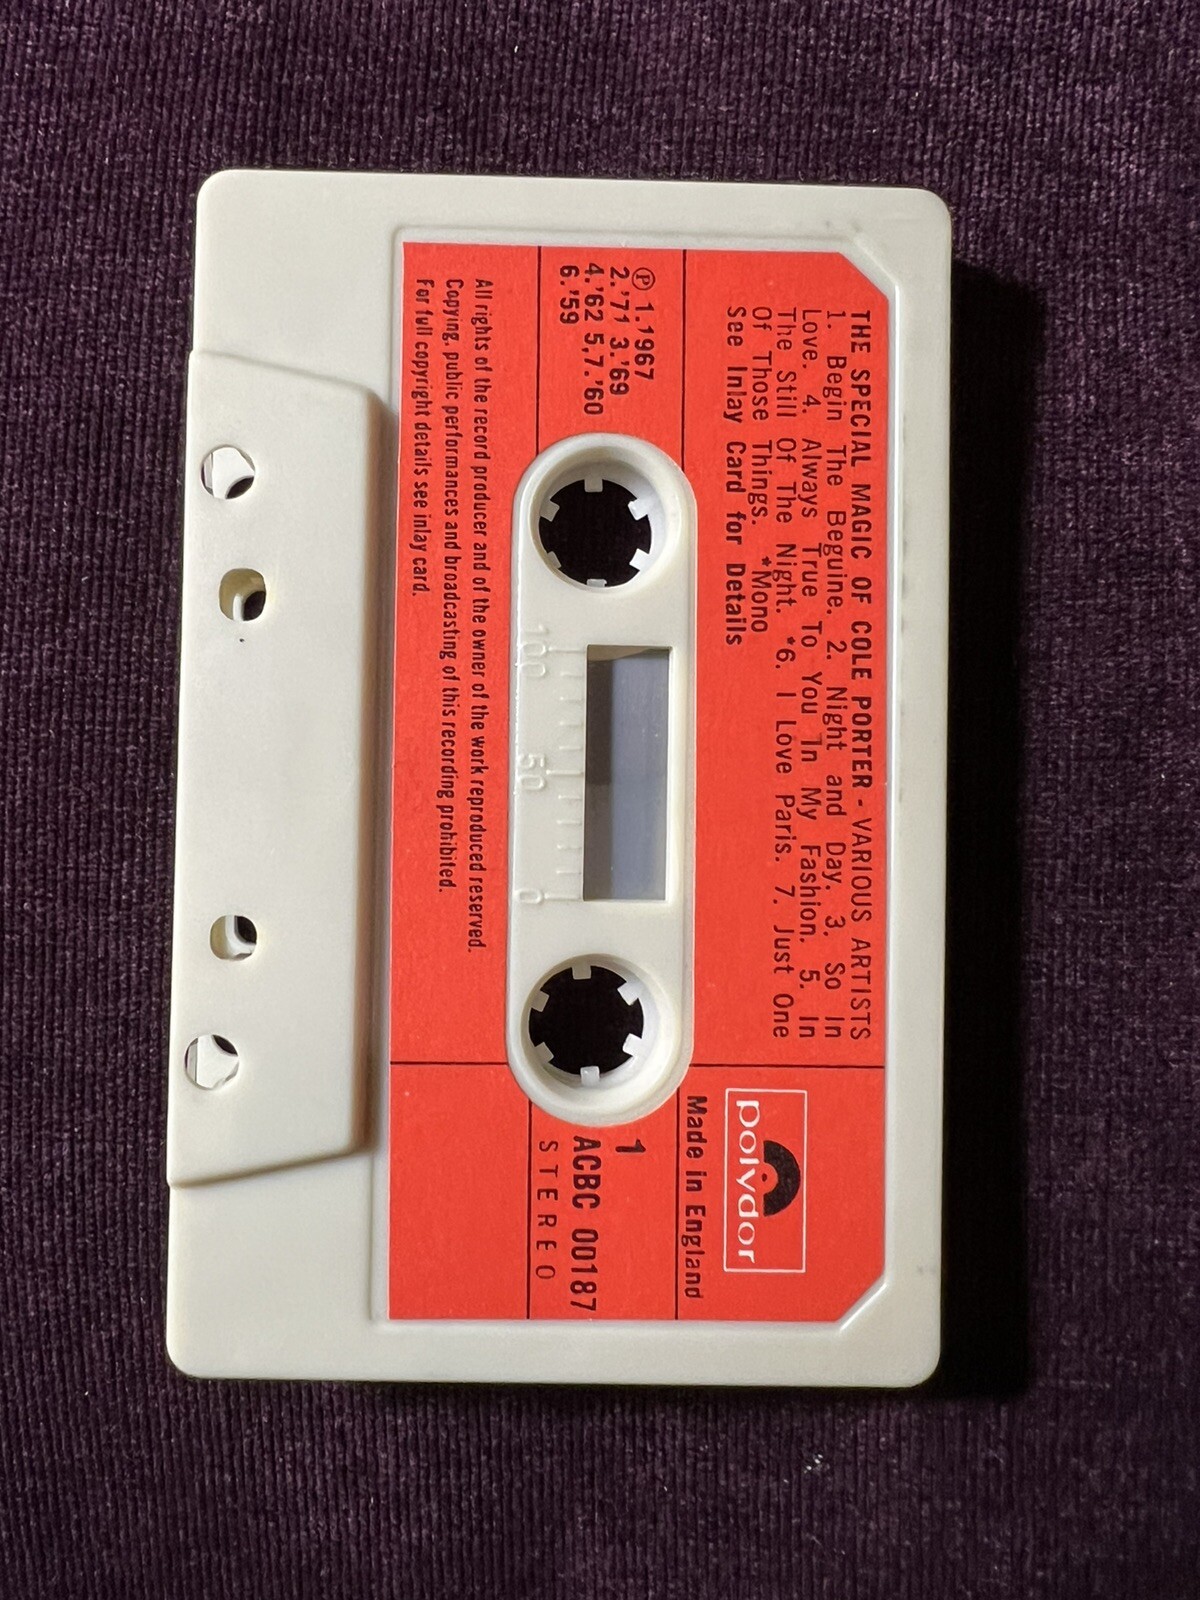 THE SPECIAL MAGIC OF COLE PORTER - VARIOUS ARTISTS
1. Begin The Beguine. 2. Night and Day. 3. So In
Love. 4. Always True To You In My Fashion. 5. In
The Still Of The Night. *6. I Love Paris. 7. Just One
Of Those Things. *Mono
See Inlay Card for Details
polydor
Made in England
Ⓟ 1.1967
2.'71 3.'69
4.'62 5,7.'60
6.'59
1
ACBC 00187
STEREO
100 50 0
All rights of the record producer and of the owner of the work reproduced reserved.
Copying, public performances and broadcasting of this recording prohibited.
For full copyright details see inlay card.